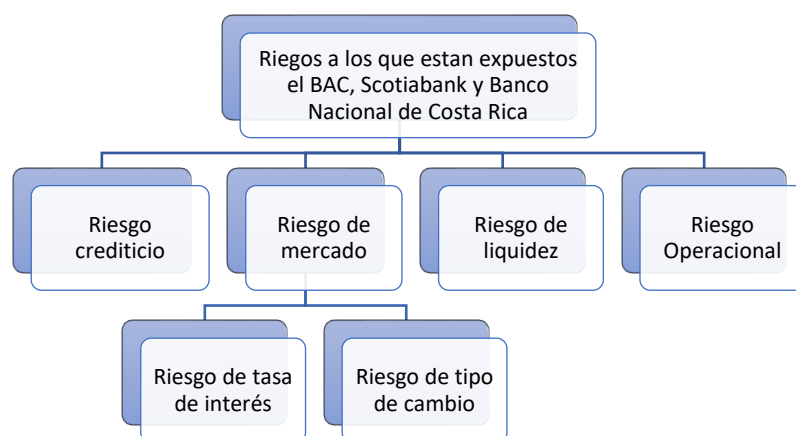 Riegos a los que estan expuestos
el BAC, Scotiabank y Banco
Nacional de Costa Rica
Riesgo
crediticio
Riesgo de
mercado
Riesgo de
liquidez
Riesgo
Operacional
Riesgo de tasa
de interés
Riesgo de tipo
de cambio